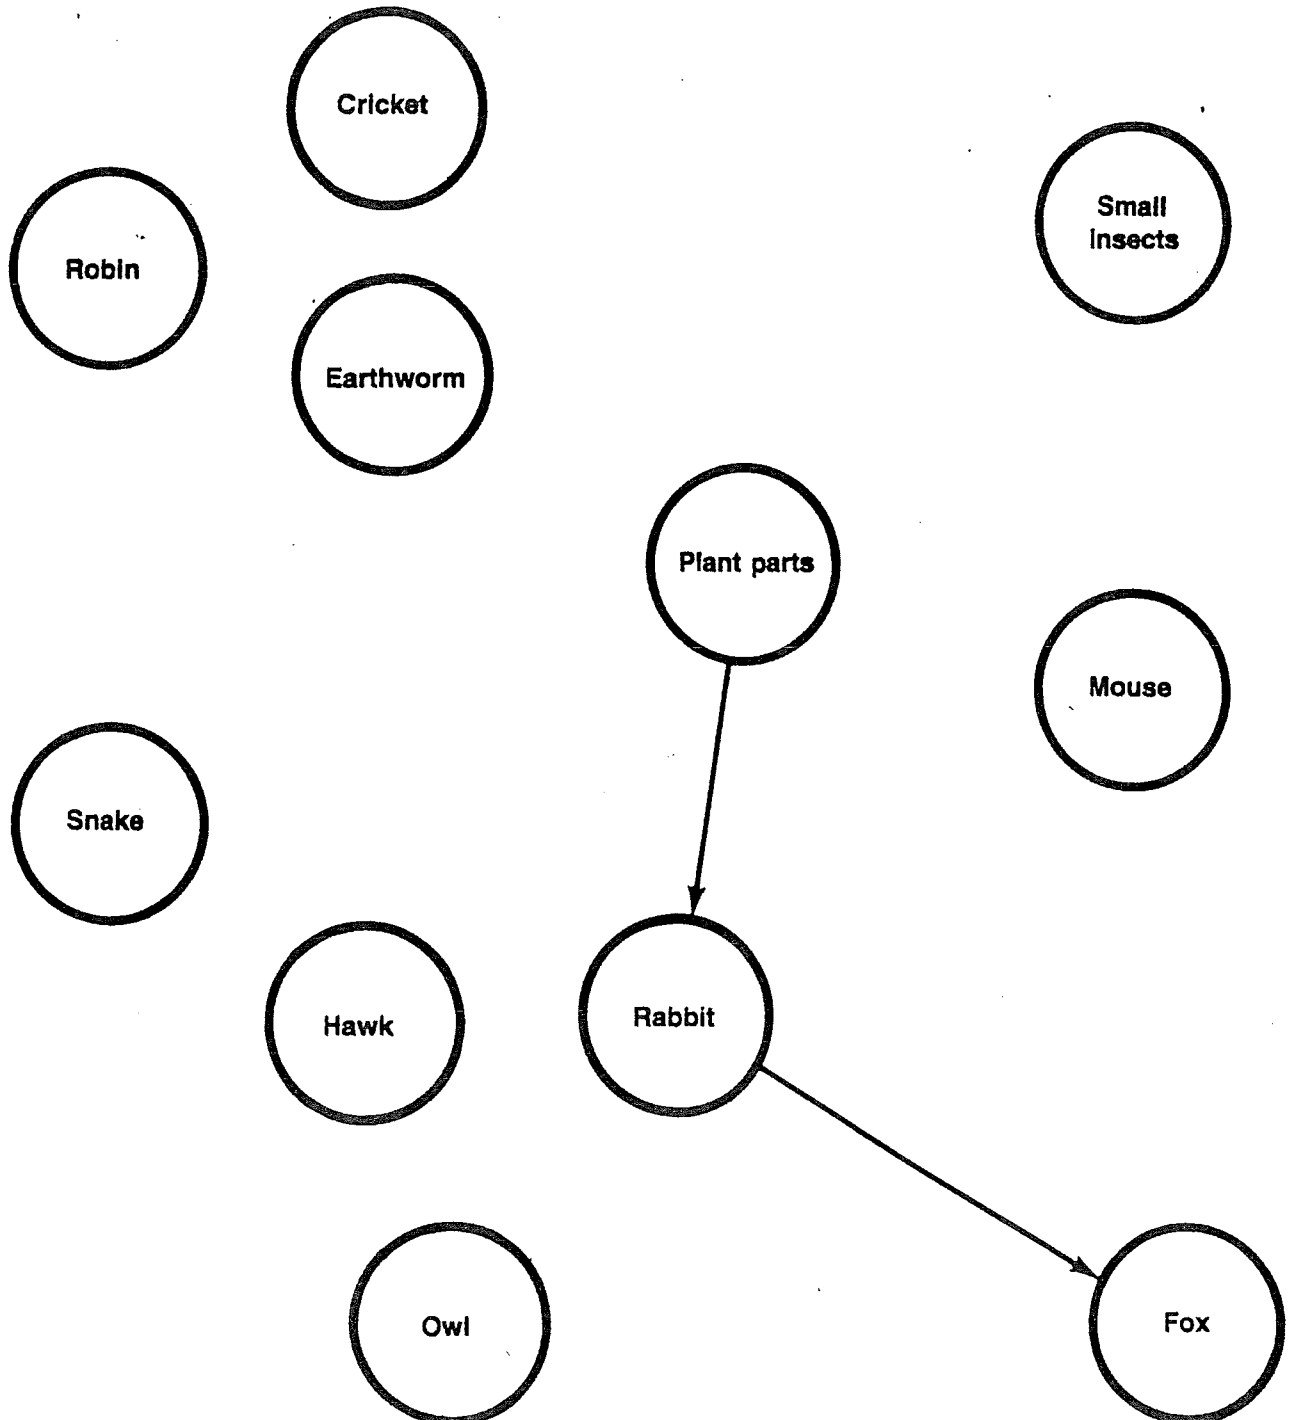 Cricket
Small
insects
Robin
Earthworm
Plant parts
Mouse
Snake
Hawk
Rabbit
Owl
Fox